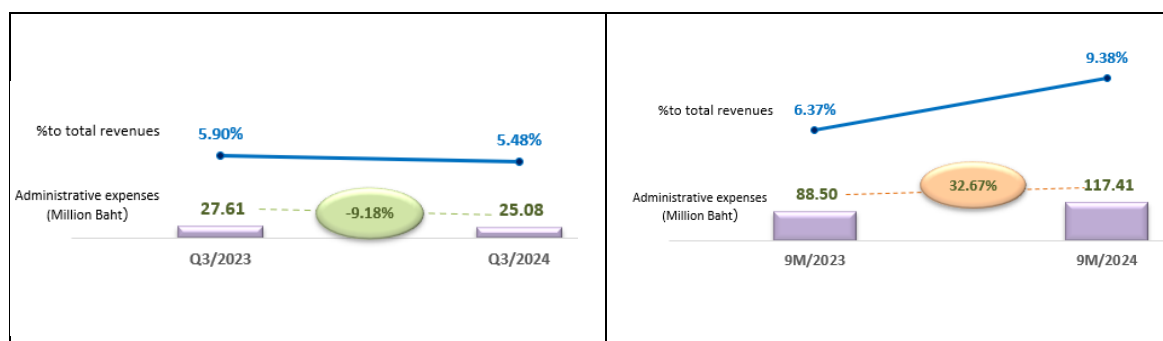 %to total revenues
5.90%
5.48%
Administrative expenses
(Million Baht)
27.61
-9.18%
25.08
Q3/2023
Q3/2024
9.38%
6.37%
%to total revenues
Administrative expenses
(Million Baht)
88.50
32.67%
117.41
9M/2023
9M/2024